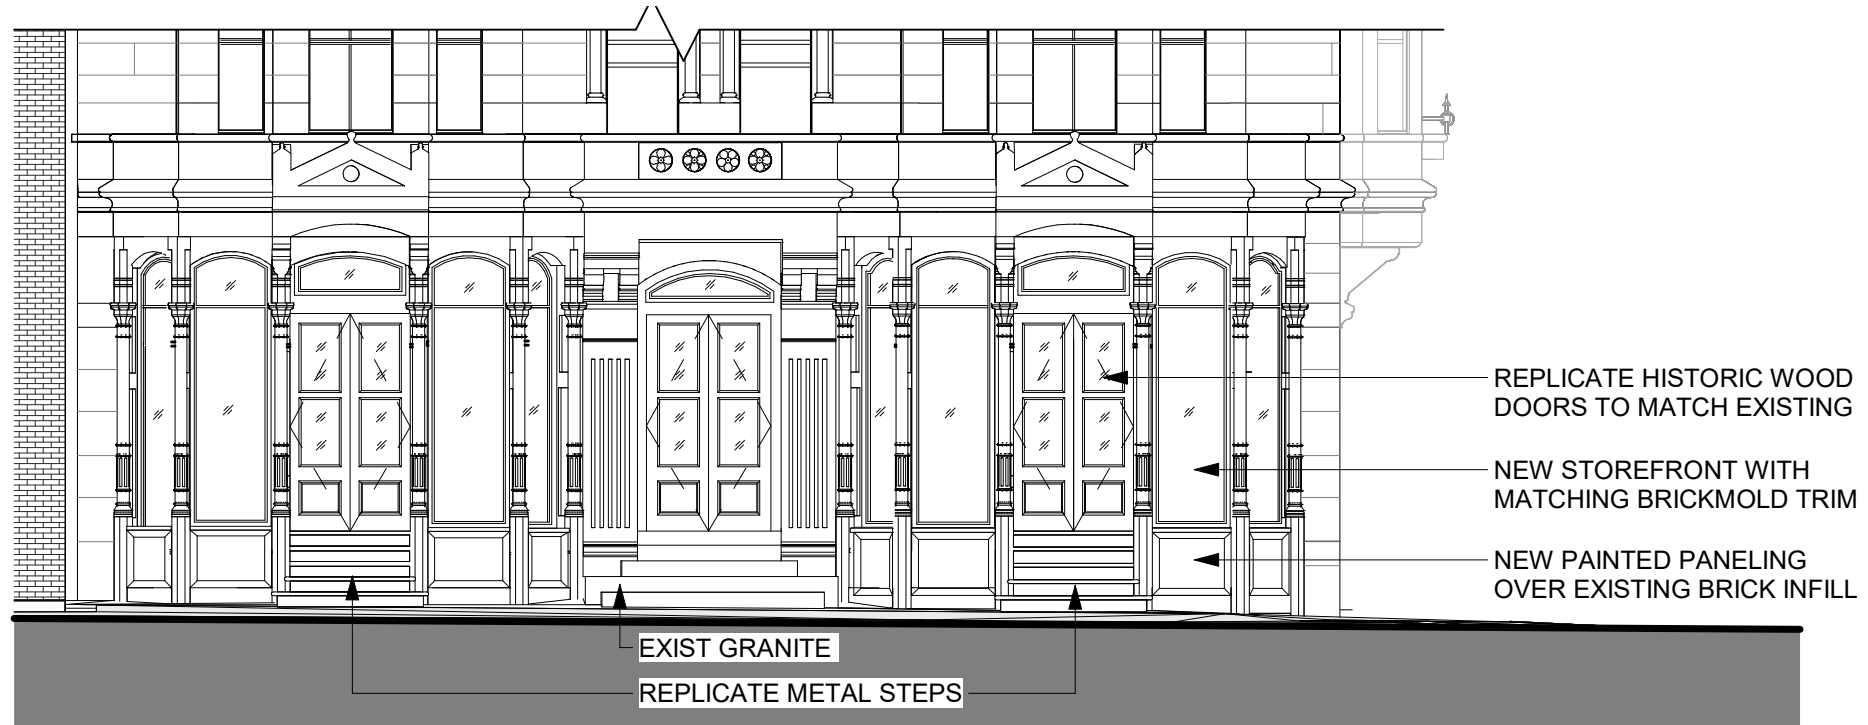 REPLICATE HISTORIC WOOD
DOORS TO MATCH EXISTING
NEW STOREFRONT WITH
MATCHING BRICKMOLD TRIM
NEW PAINTED PANELING
OVER EXISTING BRICK INFILL
EXIST GRANITE
REPLICATE METAL STEPS